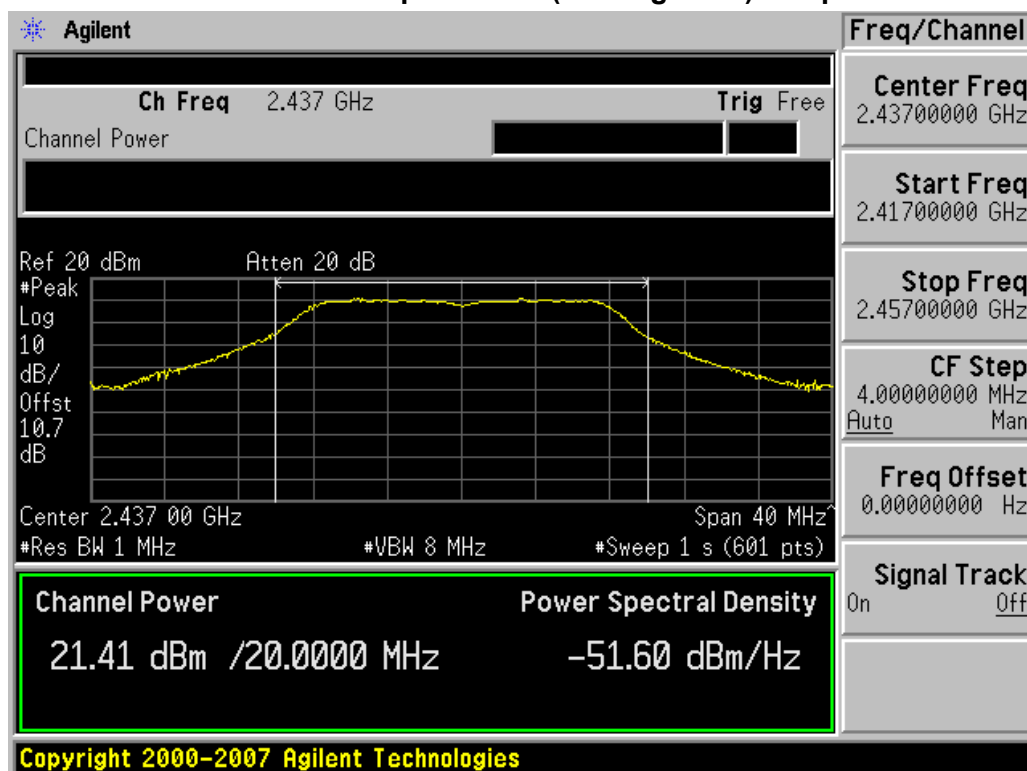 Agilent
Freq/Channel
Ch Freq 2.437 GHz
Trig Free
Channel Power
Center Freq
2.43700000 GHz
Start Freq
2.41700000 GHz
Stop Freq
2.45700000 GHz
CF Step
4.00000000 MHz
Auto Man
Freq Offset
0.00000000 Hz
Signal Track
On Off
Ref 20 dBm
Atten 20 dB
#Peak
Log
10
dB/
Offst
10.7
dB
Center 2.437 00 GHz
Span 40 MHz^
#Res BW 1 MHz
#VBW 8 MHz
#Sweep 1 s (601 pts)
Channel Power
Power Spectral Density
21.41 dBm /20.0000 MHz
-51.60 dBm/Hz
Copyright 2000-2007 Agilent Technologies